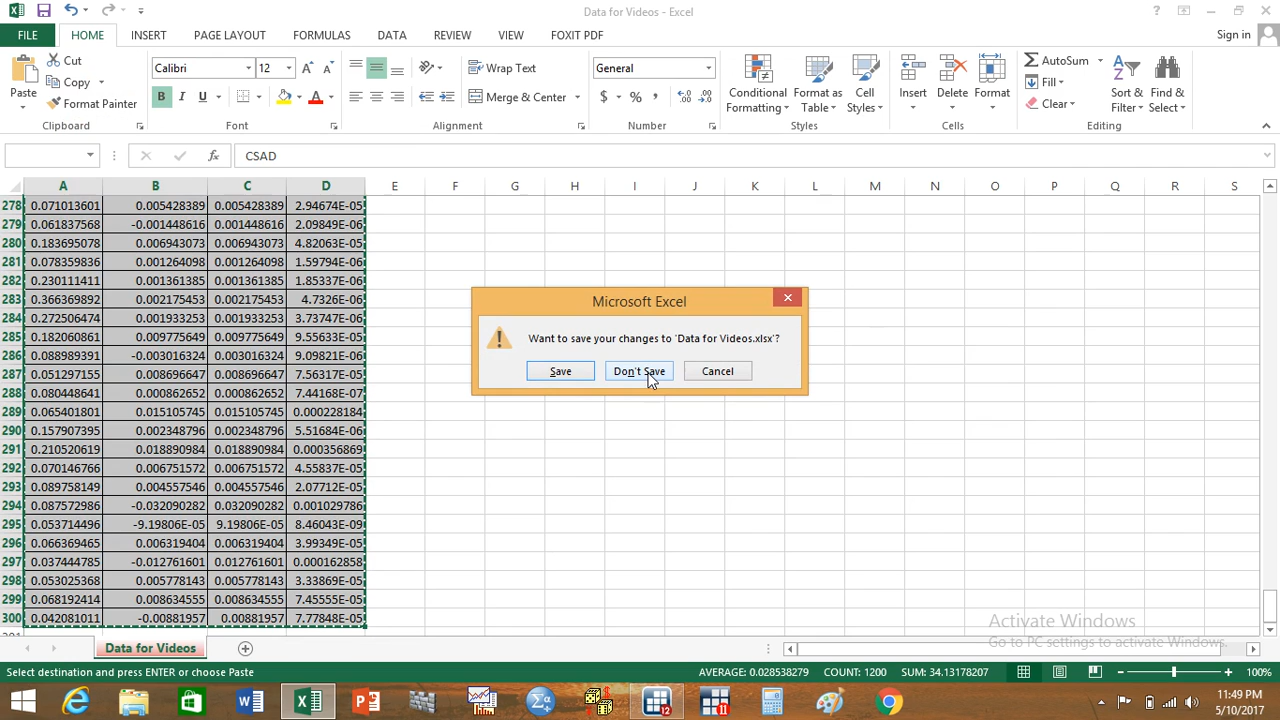 Data for Videos - Excel
Sign in
FILE HOME INSERT PAGE LAYOUT FORMULAS DATA REVIEW VIEW FOXIT PDF
Paste
Cut
Copy
Format Painter
Clipboard
Calibri 12
B I U
Font
Wrap Text
Merge & Center
Alignment
General
$ % ,
Number
Conditional Formatting
Format as Table
Cell Styles
Styles
Insert Delete Format
Cells
AutoSum
Fill
Clear
Sort & Filter
Find & Select
Editing
CSAD
A B C D E F G H I J K L M N O P Q R S
278 0.071013601 0.005428389 0.005428389 2.94674E-05
279 0.061837568 -0.001448616 0.001448616 2.09849E-06
280 0.183695078 0.006943073 0.006943073 4.82063E-05
281 0.078359836 0.001264098 0.001264098 1.59794E-06
282 0.230111411 0.001361385 0.001361385 1.85337E-06
283 0.366369892 0.002175453 0.002175453 4.7326E-06
284 0.272506474 0.001933253 0.001933253 3.73747E-06
285 0.182060861 0.009775649 0.009775649 9.55633E-05
286 0.088989391 -0.003016324 0.003016324 9.09821E-06
287 0.051297155 0.008696647 0.008696647 7.56317E-05
288 0.080448641 0.000862652 0.000862652 7.44168E-07
289 0.065401801 0.015105745 0.015105745 0.000228184
290 0.157907395 0.002348796 0.002348796 5.51684E-06
291 0.210520619 0.018890984 0.018890984 0.000356869
292 0.070146766 0.006751572 0.006751572 4.55837E-05
293 0.089758149 0.004557546 0.004557546 2.07712E-05
294 0.087572986 -0.032090282 0.032090282 0.001029786
295 0.053714496 -9.19806E-05 9.19806E-05 8.46043E-09
296 0.066369465 0.006319404 0.006319404 3.99349E-05
297 0.037444785 -0.012761601 0.012761601 0.000162858
298 0.053025368 0.005778143 0.005778143 3.33869E-05
299 0.068192414 0.008634555 0.008634555 7.45555E-05
300 0.042081011 -0.00881957 0.00881957 7.77848E-05
Microsoft Excel
Want to save your changes to 'Data for Videos.xlsx'?
Save Don't Save Cancel
Activate Windows
Go to PC settings to activate Windows.
Data for Videos
Select destination and press ENTER or choose Paste
AVERAGE: 0.028538279 COUNT: 1200 SUM: 34.13178207
100%
12 11
11:49 PM
5/10/2017